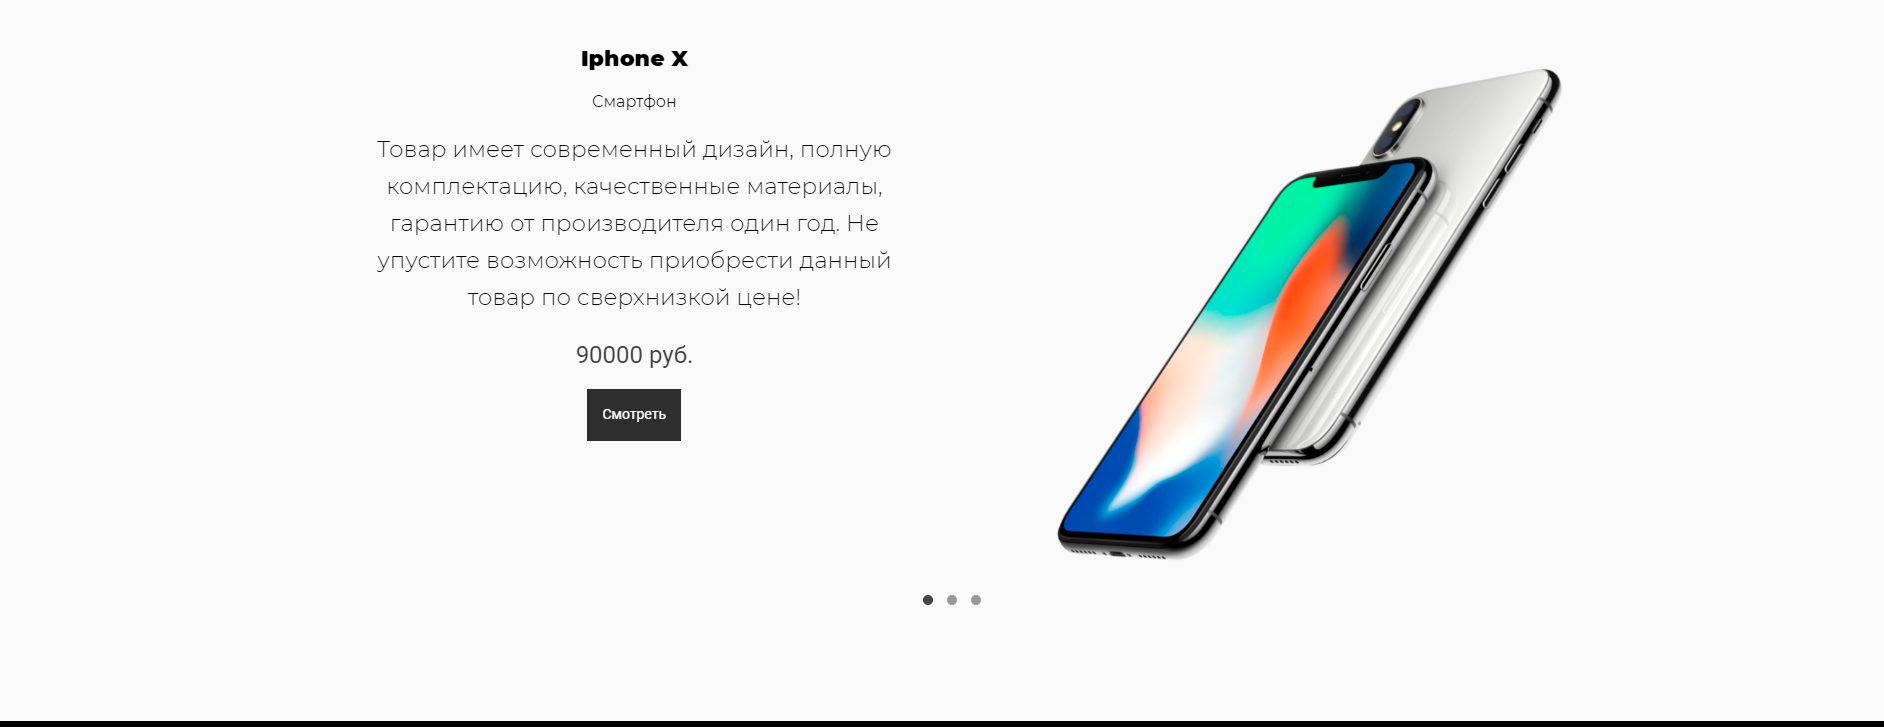 Iphone X
Смартфон
Товар имеет современный дизайн, полную
комплектацию, качественные материалы,
гарантию от производителя один год. Не
упустите возможность приобрести данный
товар по сверхнизкой цене!
90000 руб.
Смотреть